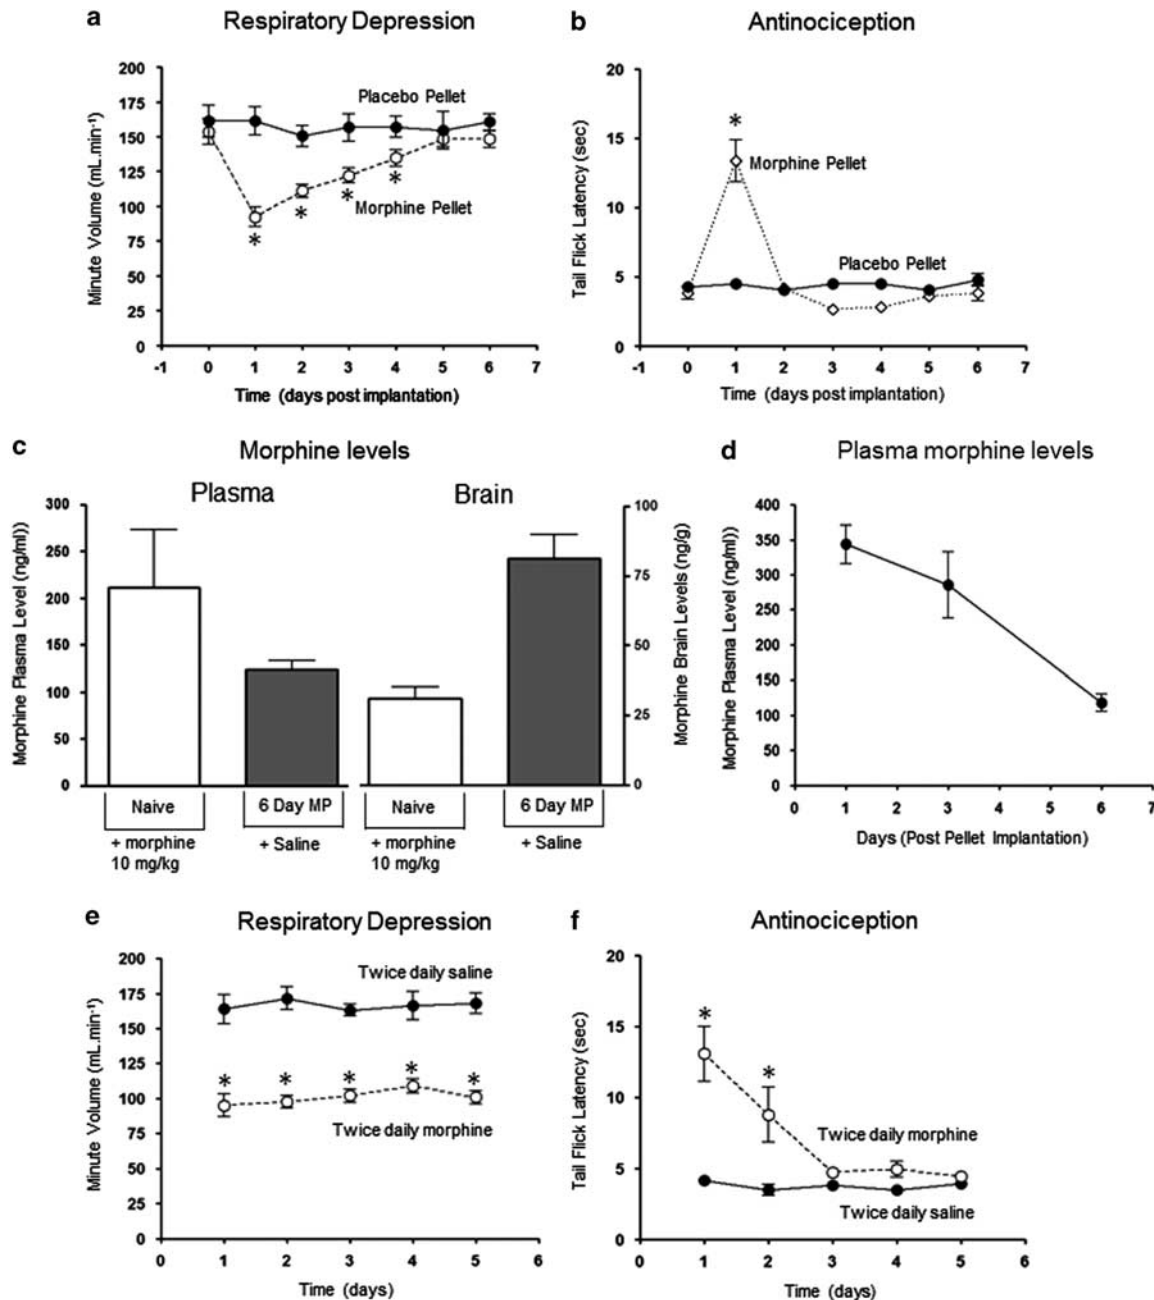 a Respiratory Depression
Minute Volume (mL.min-1)
200
175
150
125
100
75
50
25
0
Placebo Pellet
Morphine Pellet
*
*
*
*
-1 0 1 2 3 4 5 6 7
Time (days post implantation)
b Antinociception
Tail Flick Latency (sec)
20
15
10
5
0
*
Morphine Pellet
Placebo Pellet
-1 0 1 2 3 4 5 6 7
Time (days post implantation)
c Morphine levels
Plasma Brain
Morphine Plasma Level (ng/ml))
300
250
200
150
100
50
0
Morphine Brain Levels (ng/g)
100
75
50
25
0
Naive 6 Day MP Naive 6 Day MP
+ morphine + Saline + morphine + Saline
10 mg/kg 10 mg/kg
d Plasma morphine levels
Morphine Plasma Level (ng/ml))
400
350
300
250
200
150
100
50
0
0 1 2 3 4 5 6 7
Days (Post Pellet Implantation)
e Respiratory Depression
Minute Volume (mL.min-1)
200
175
150
125
100
75
50
25
0
Twice daily saline
* * * * *
Twice daily morphine
0 1 2 3 4 5 6
Time (days)
f Antinociception
Tail Flick Latency (sec)
20
15
10
5
0
*
*
Twice daily morphine
Twice daily saline
0 1 2 3 4 5 6
Time (days)